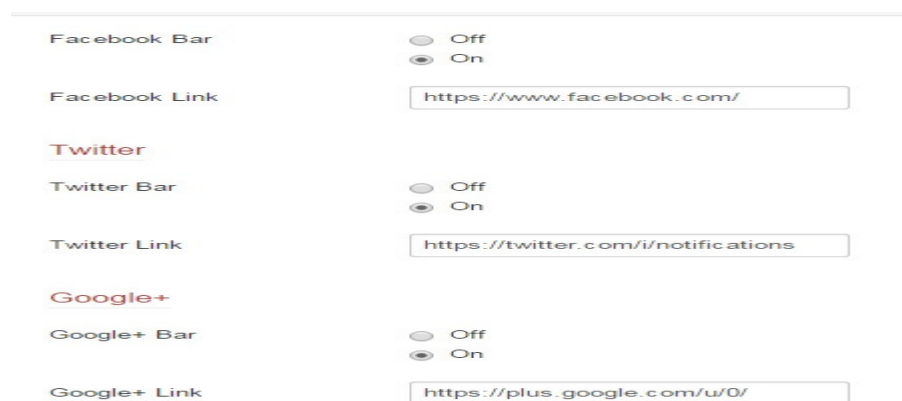 Facebook Bar Off
On
Facebook Link https://www.facebook.com/
Twitter
Twitter Bar Off
On
Twitter Link https://twitter.com/i/notifications
Google+
Google+ Bar Off
On
Google+ Link https://plus.google.com/u/0/